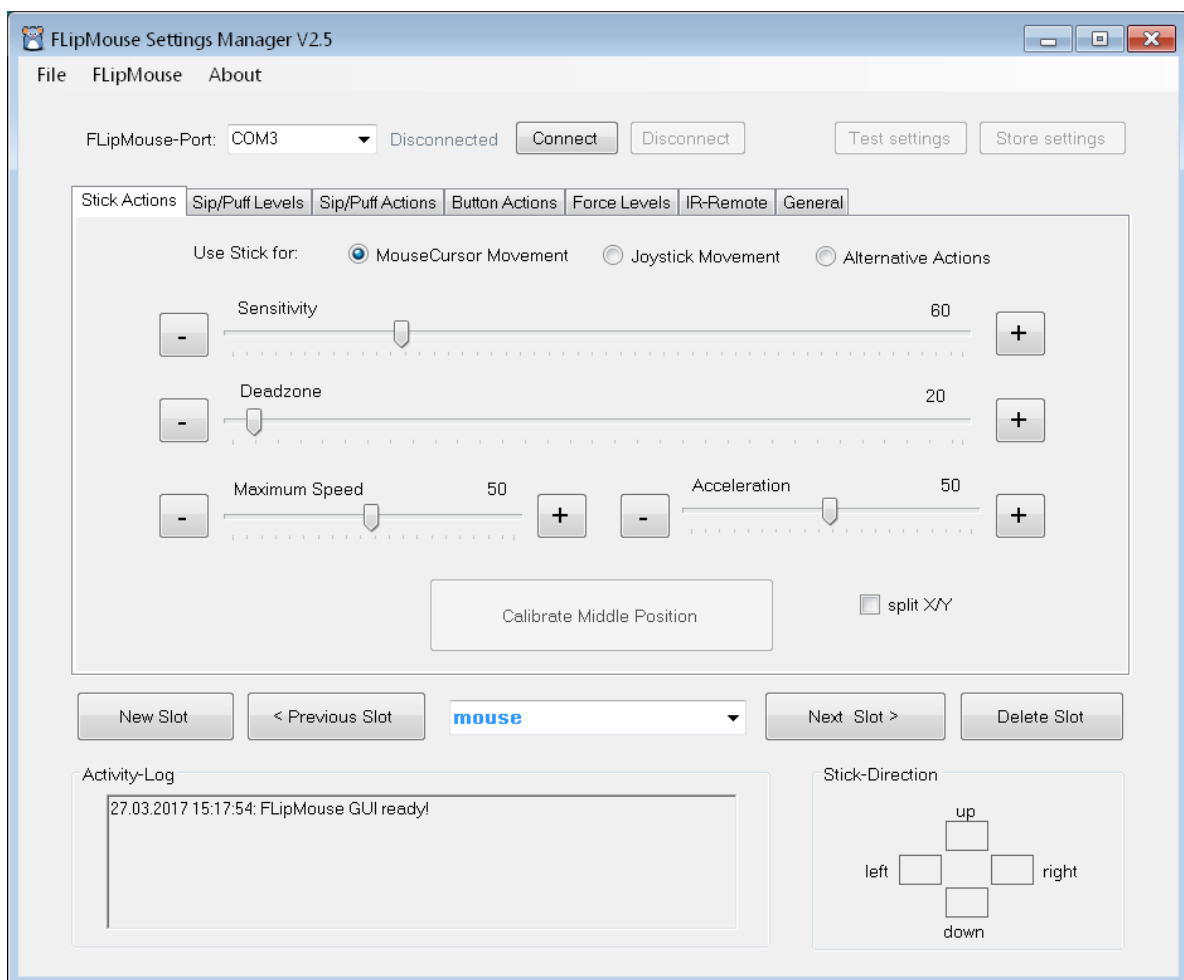 FLipMouse Settings Manager V2.5
File FLipMouse About
FLipMouse-Port: COM3 Disconnected Connect Disconnect Test settings Store settings
Stick Actions Sip/Puff Levels Sip/Puff Actions Button Actions Force Levels IR-Remote General
Use Stick for: MouseCursor Movement Joystick Movement Alternative Actions
Sensitivity 60
- +
Deadzone 20
- +
Maximum Speed 50 Acceleration 50
- + - +
Calibrate Middle Position split X/Y
New Slot < Previous Slot mouse Next Slot > Delete Slot
Activity-Log Stick-Direction
27.03.2017 15:17:54: FLipMouse GUI ready!
up
left right
down